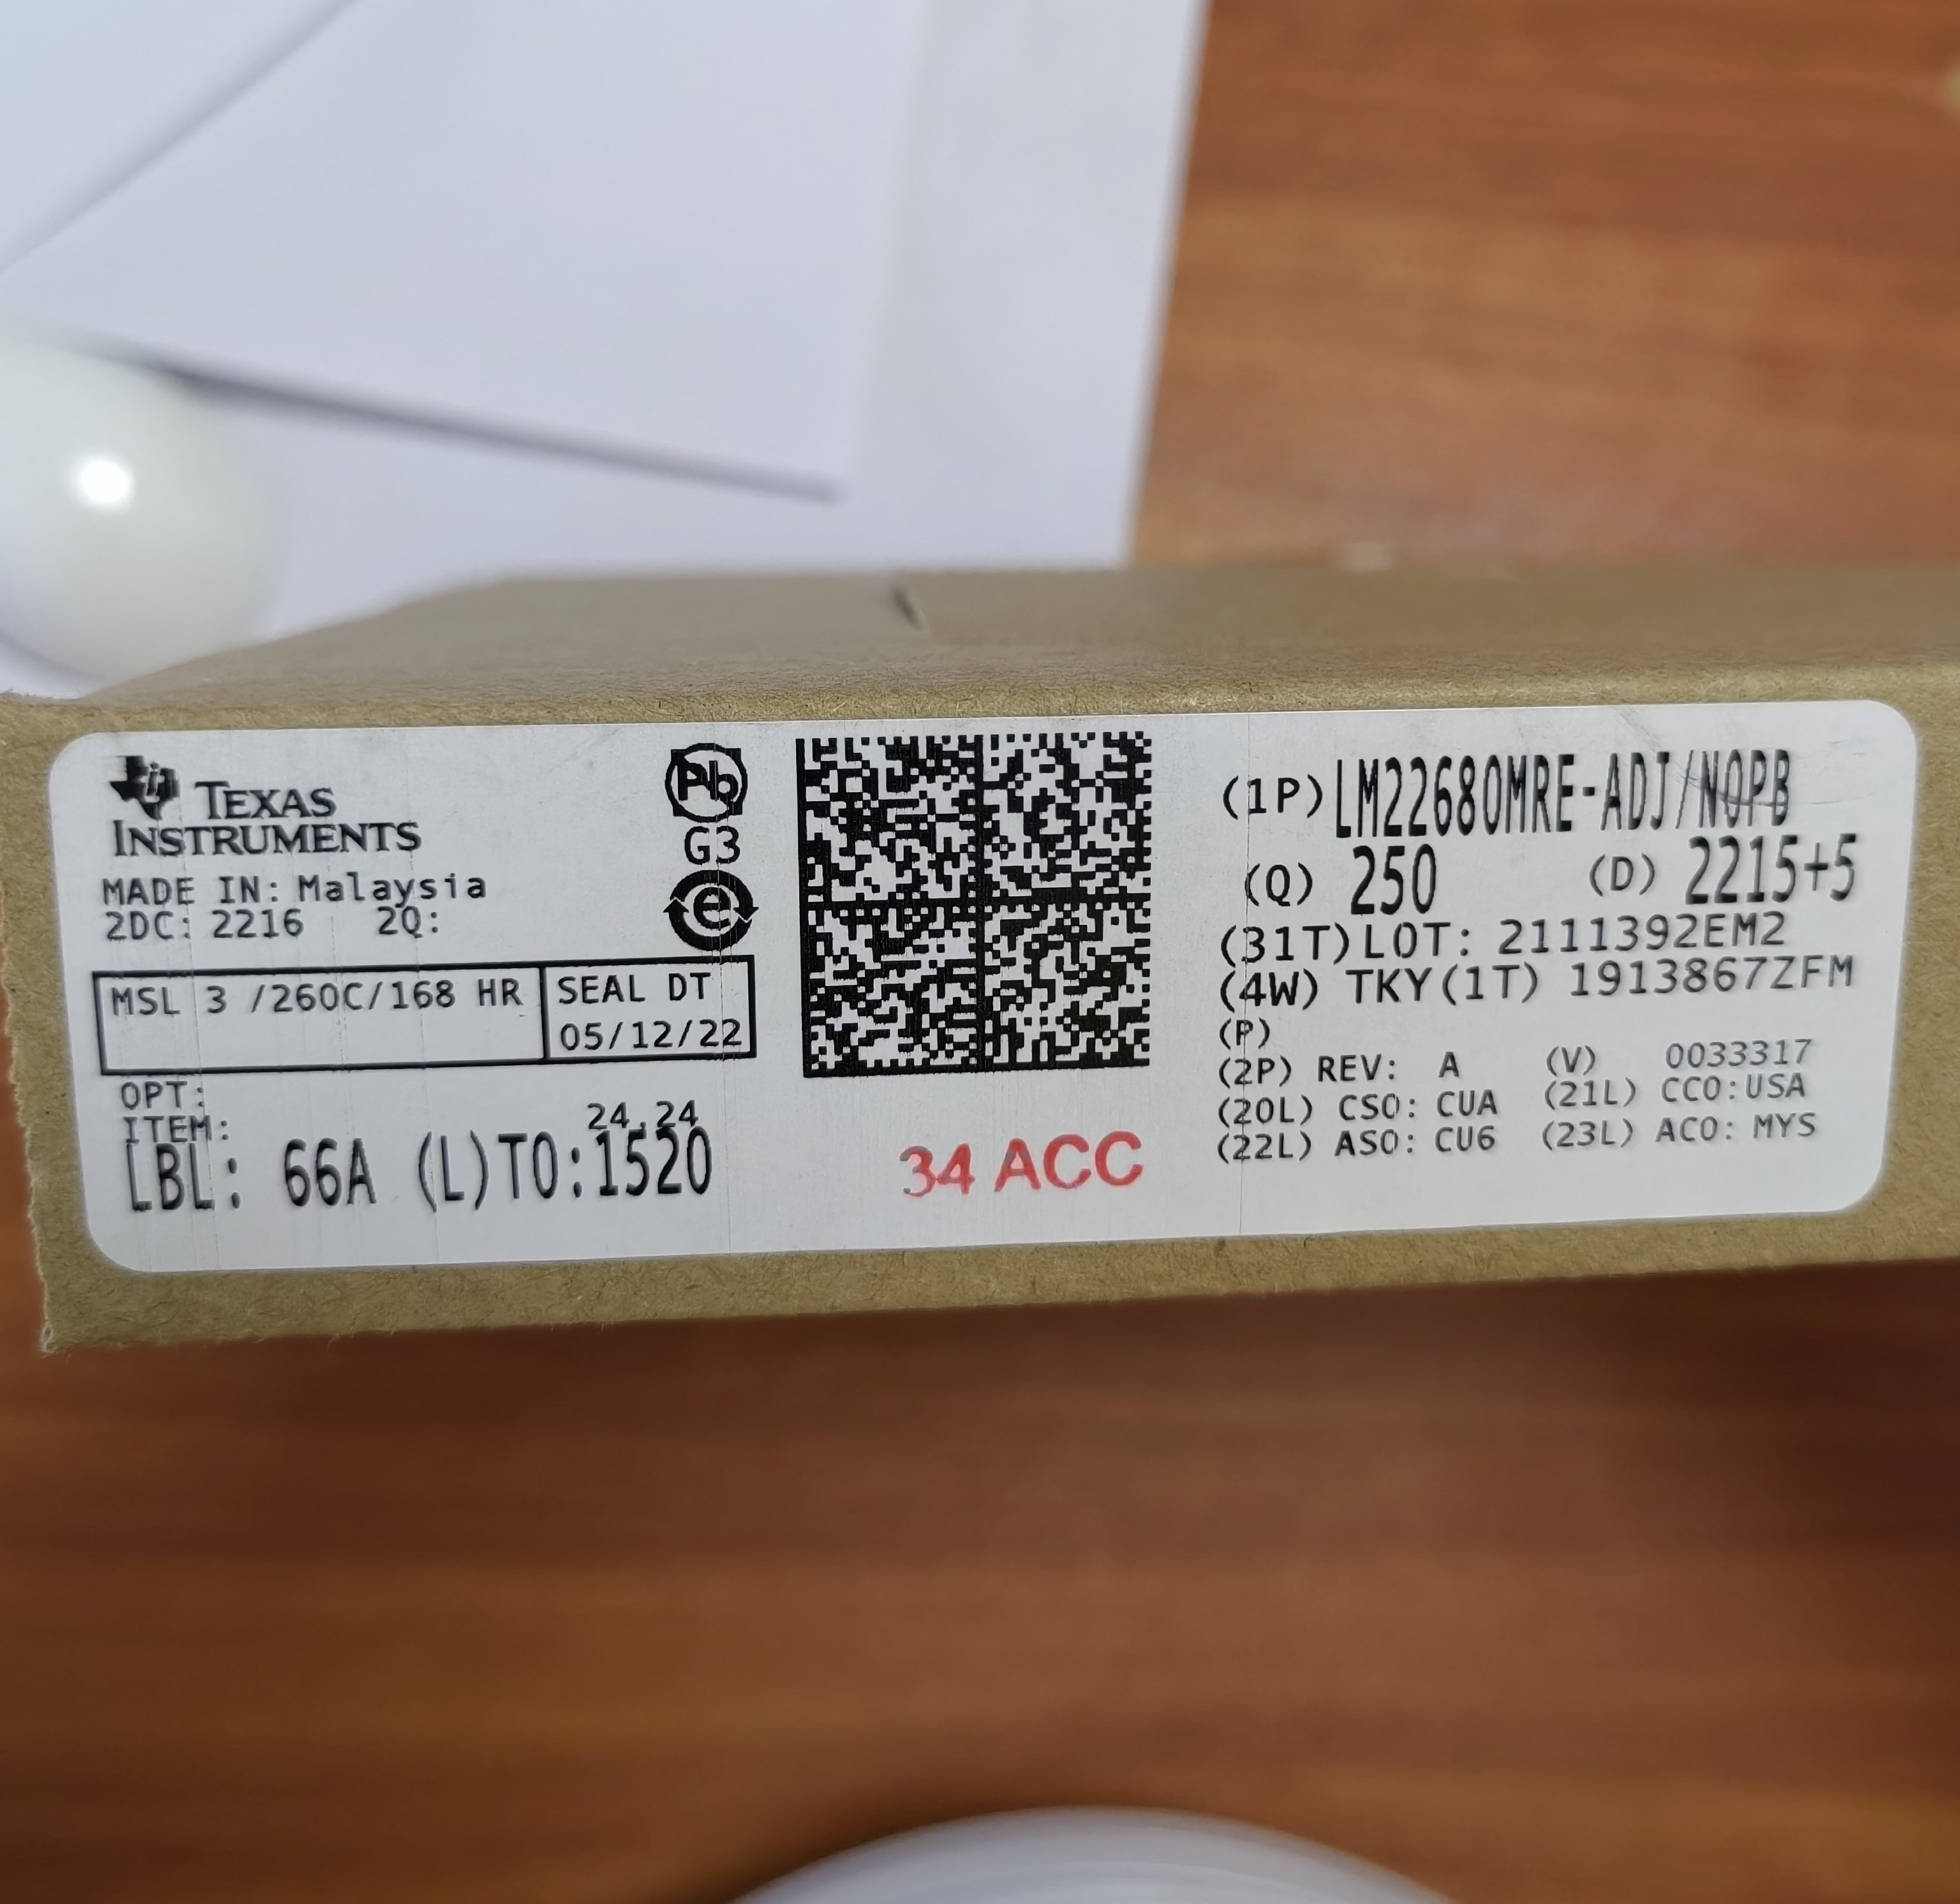 TEXAS
INSTRUMENTS
MADE IN: Malaysia
2DC: 2216 2Q:
MSL 3 /260C/168 HR
SEAL DT
05/12/22
OPT:
ITEM:
24,24
LBL: 66A (L)TO:1520
Pb
G3
e
34 ACC
(1P)LM22680MRE-ADJ/NOPB
(Q) 250 (D) 2215+5
(31T)LOT: 2111392EM2
(4W) TKY(1T) 1913867ZFM
(P)
(2P) REV: A (V) 0033317
(20L) CSO: CUA (21L) CCO:USA
(22L) ASO: CU6 (23L) ACO: MYS